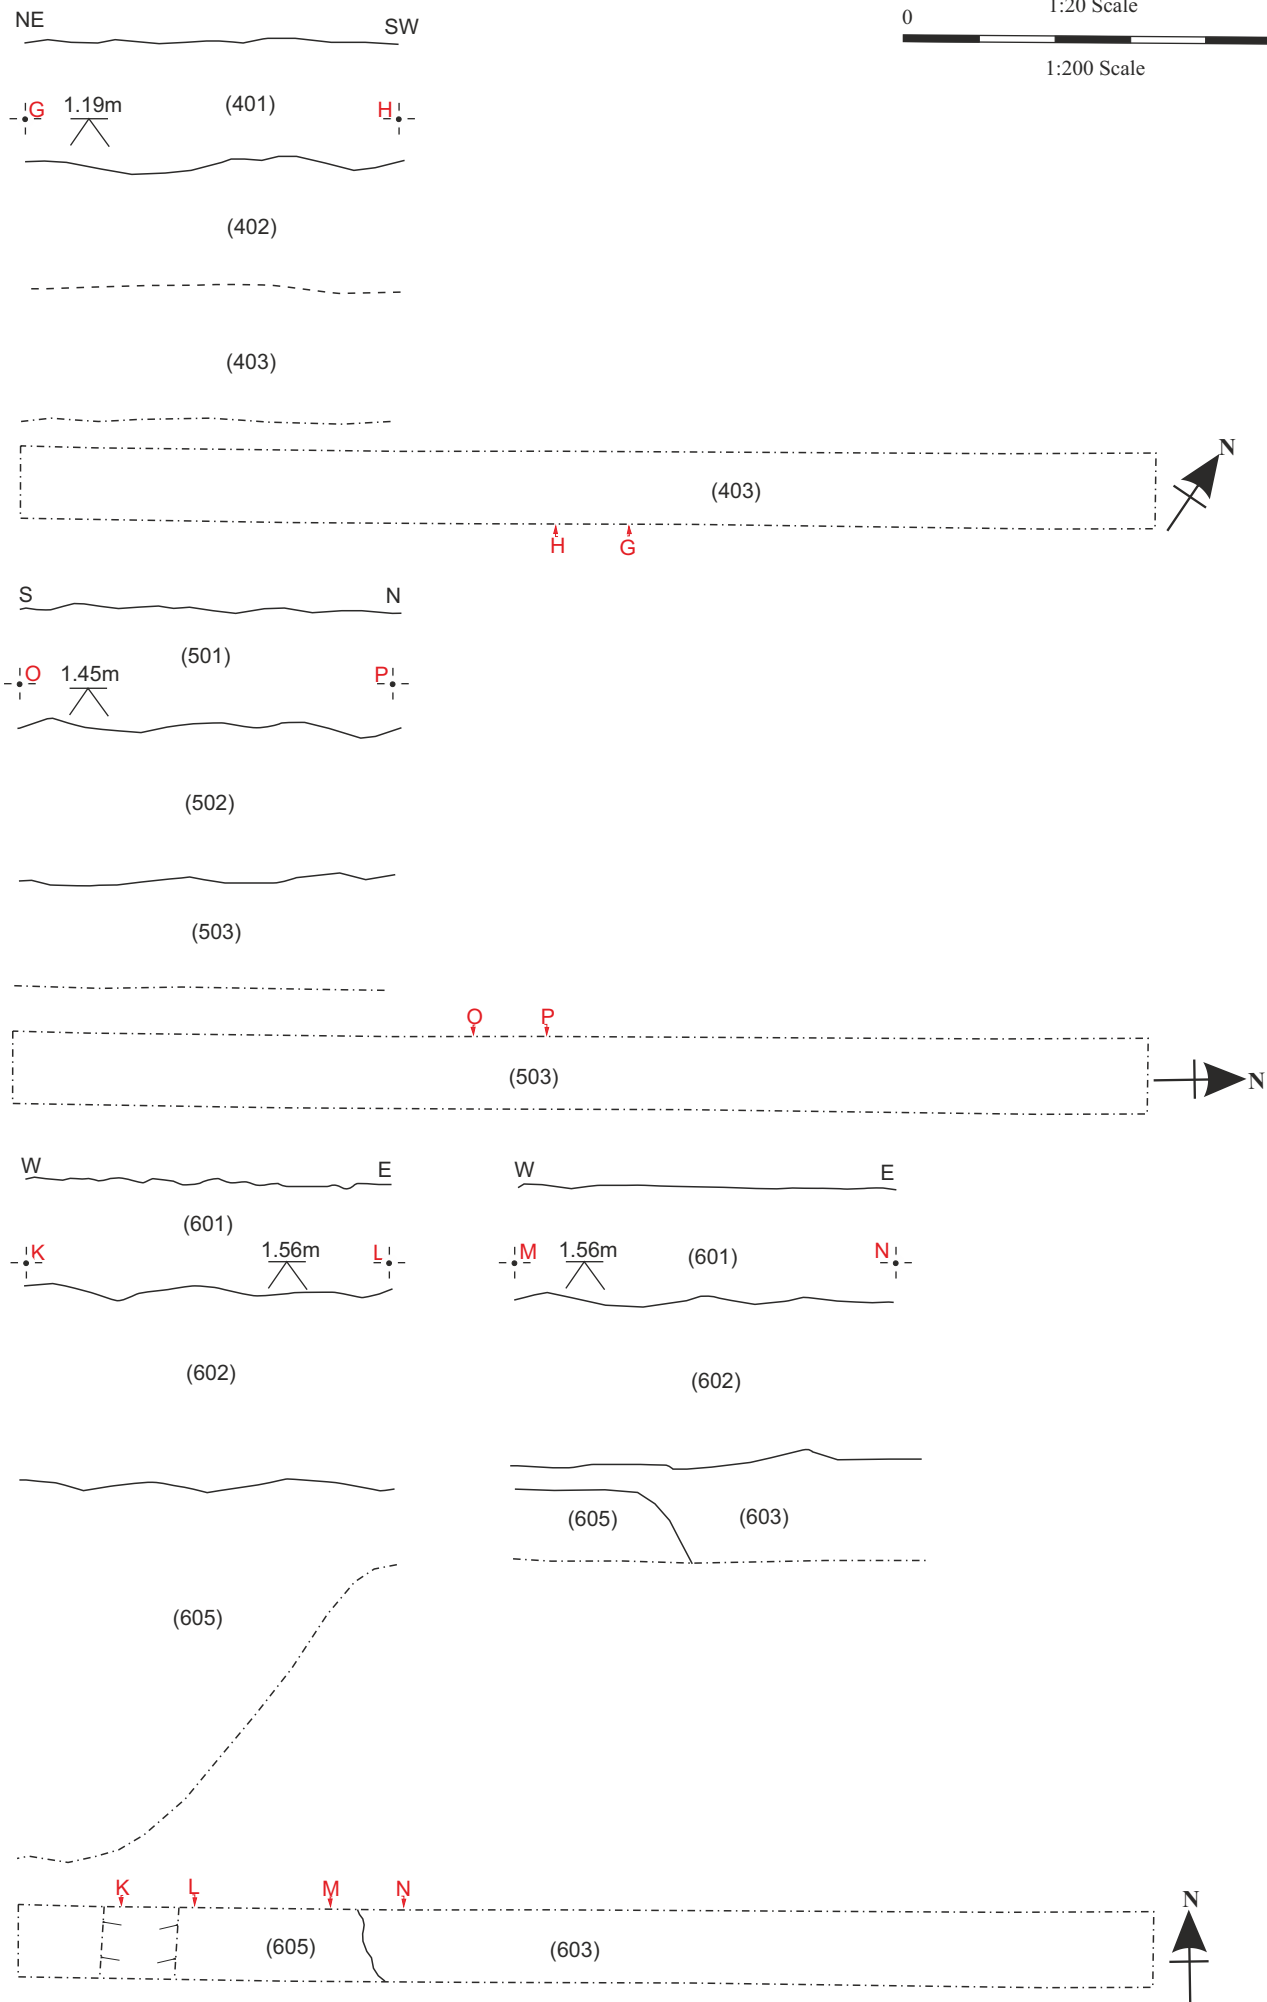 NE SW
0 1:20 Scale
1:200 Scale
G 1.19m (401) H
(402)
(403)
N
(403)
H G
S N
(501)
O 1.45m P
(502)
(503)
O P
(503) N
W E W E
(601)
K 1.56m L M 1.56m (601) N
(602) (602)
(605) (603)
(605)
K L M N
N
(605) (603)